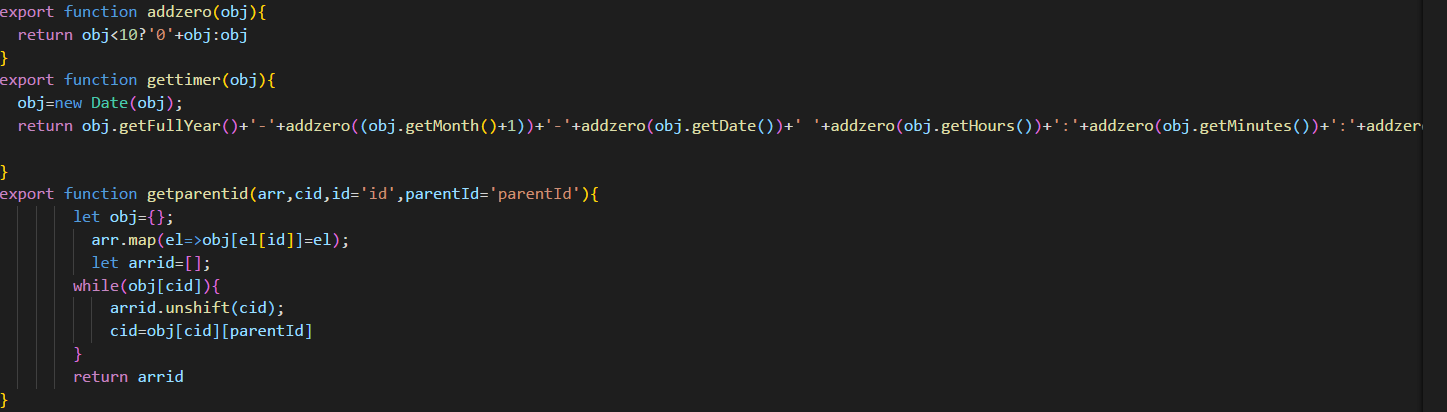 export function addzero(obj){
return obj<10?'0'+obj:obj
}
export function gettimer(obj){
obj=new Date(obj);
return obj.getFullYear()+'-'+addzero((obj.getMonth()+1))+'-'+addzero(obj.getDate())+' '+addzero(obj.getHours())+':'+addzero(obj.getMinutes())+':'+addzer
}
export function getparentid(arr,cid,id='id',parentId='parentId'){
let obj={};
arr.map(el=>obj[el[id]]=el);
let arrid=[];
while(obj[cid]){
arrid.unshift(cid);
cid=obj[cid][parentId]
}
return arrid
}